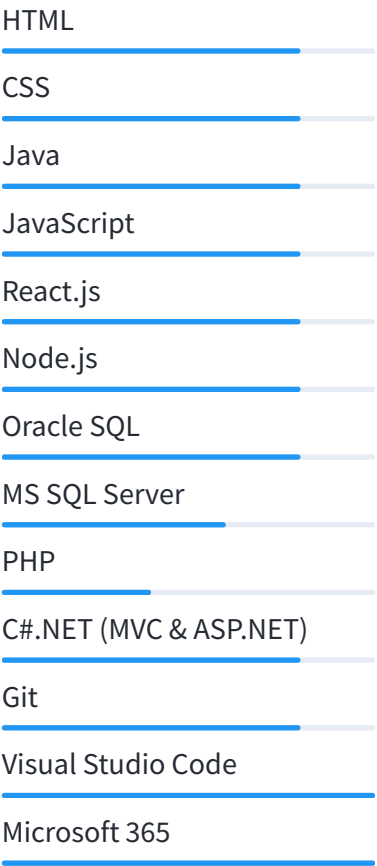 HTML
CSS
Java
JavaScript
React.js
Node.js
Oracle SQL
MS SQL Server
PHP
C#.NET (MVC & ASP.NET)
Git
Visual Studio Code
Microsoft 365